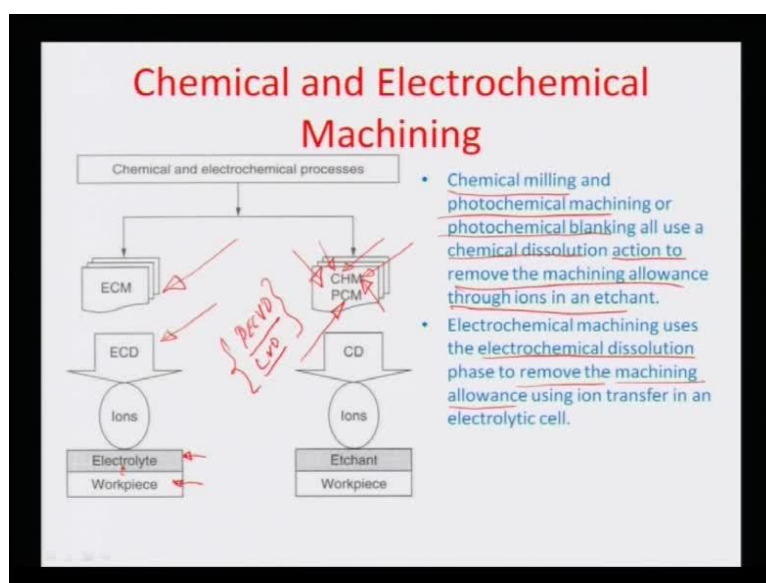 Chemical and Electrochemical
Machining
Chemical and electrochemical processes
ECM
CHM
PCM
PECVD
CVD
ECD
CD
Ions
Ions
Electrolyte
Etchant
Workpiece
Workpiece
• Chemical milling and
photochemical machining or
photochemical blanking all use a
chemical dissolution action to
remove the machining allowance
through ions in an etchant.
• Electrochemical machining uses
the electrochemical dissolution
phase to remove the machining
allowance using ion transfer in an
electrolytic cell.